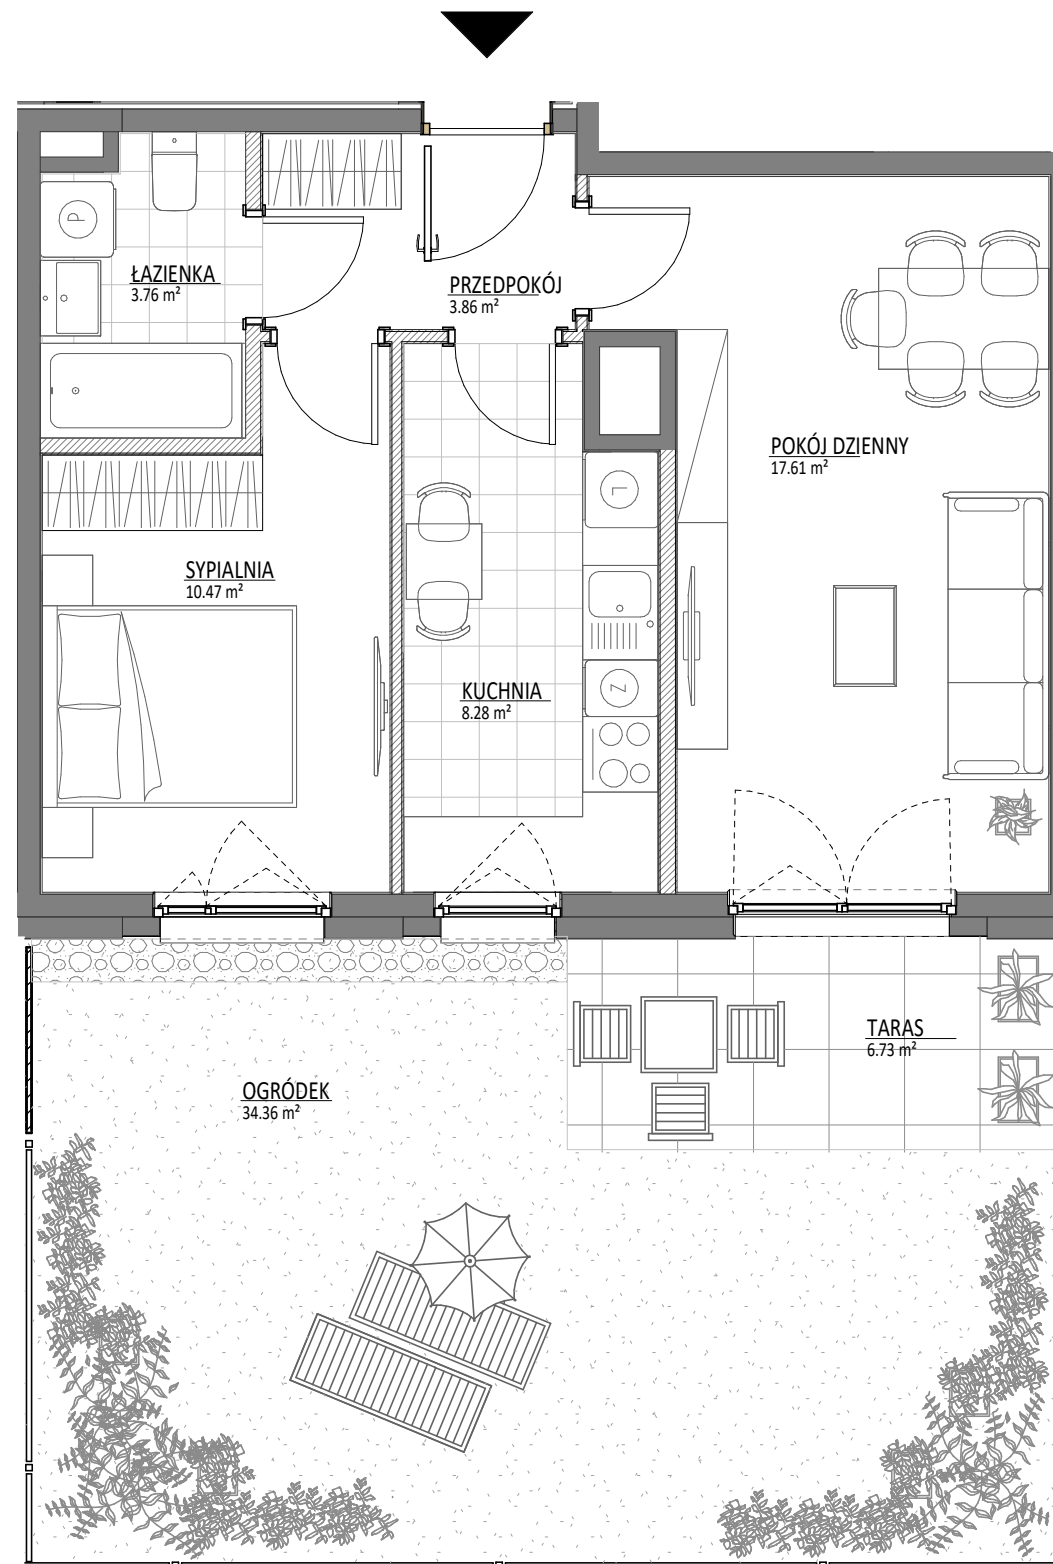 ŁAZIENKA
3.76 m²
PRZEDPOKÓJ
3.86 m²
POKÓJ DZIENNY
17.61 m²
SYPIALNIA
10.47 m²
KUCHNIA
8.28 m²
TARAS
6.73 m²
OGRÓDEK
34.36 m²
P
L
Z